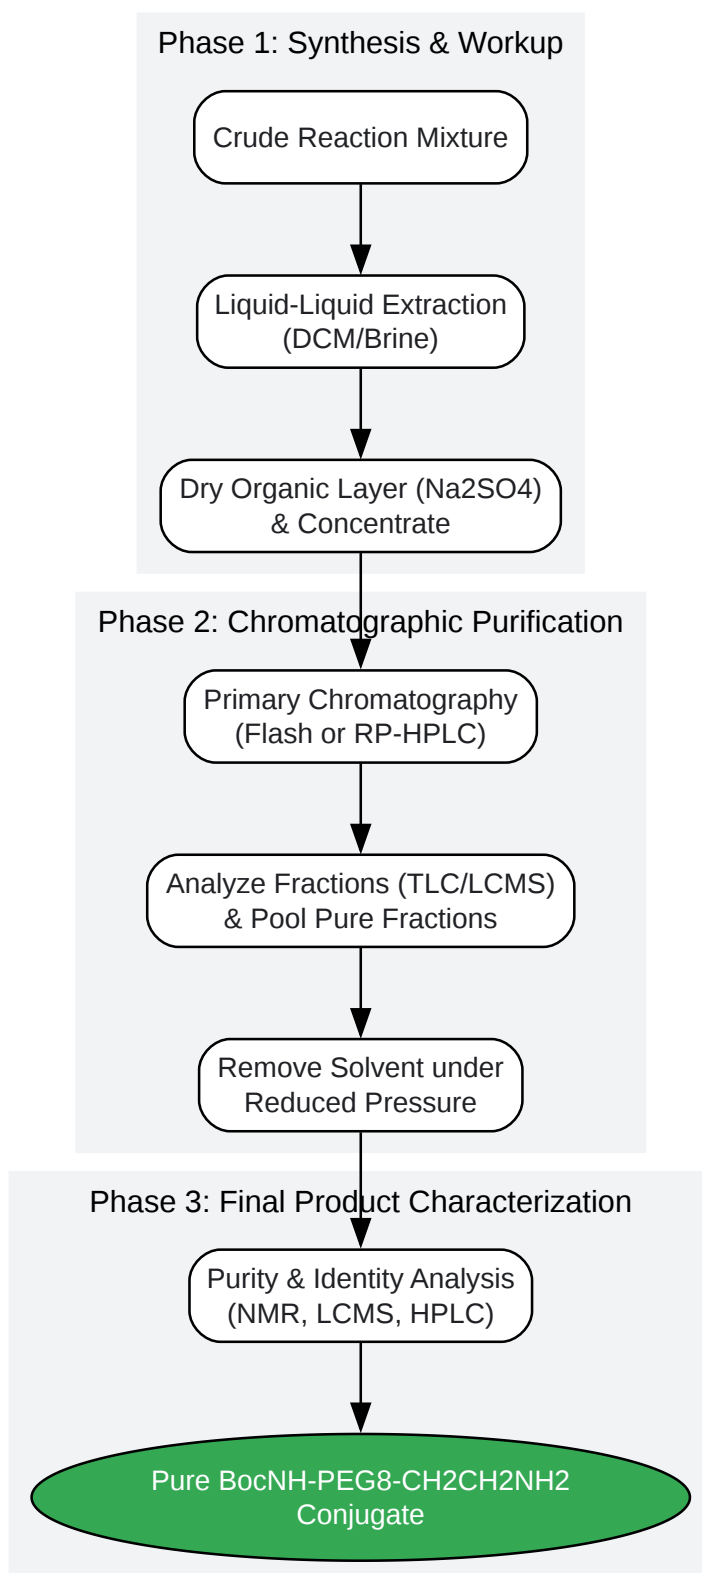 Phase 1: Synthesis & Workup
Crude Reaction Mixture
Liquid-Liquid Extraction
(DCM/Brine)
Dry Organic Layer (Na2SO4)
& Concentrate
Phase 2: Chromatographic Purification
Primary Chromatography
(Flash or RP-HPLC)
Analyze Fractions (TLC/LCMS)
& Pool Pure Fractions
Remove Solvent under
Reduced Pressure
Phase 3: Final Product Characterization
Purity & Identity Analysis
(NMR, LCMS, HPLC)
Pure BocNH-PEG8-CH2CH2NH2
Conjugate